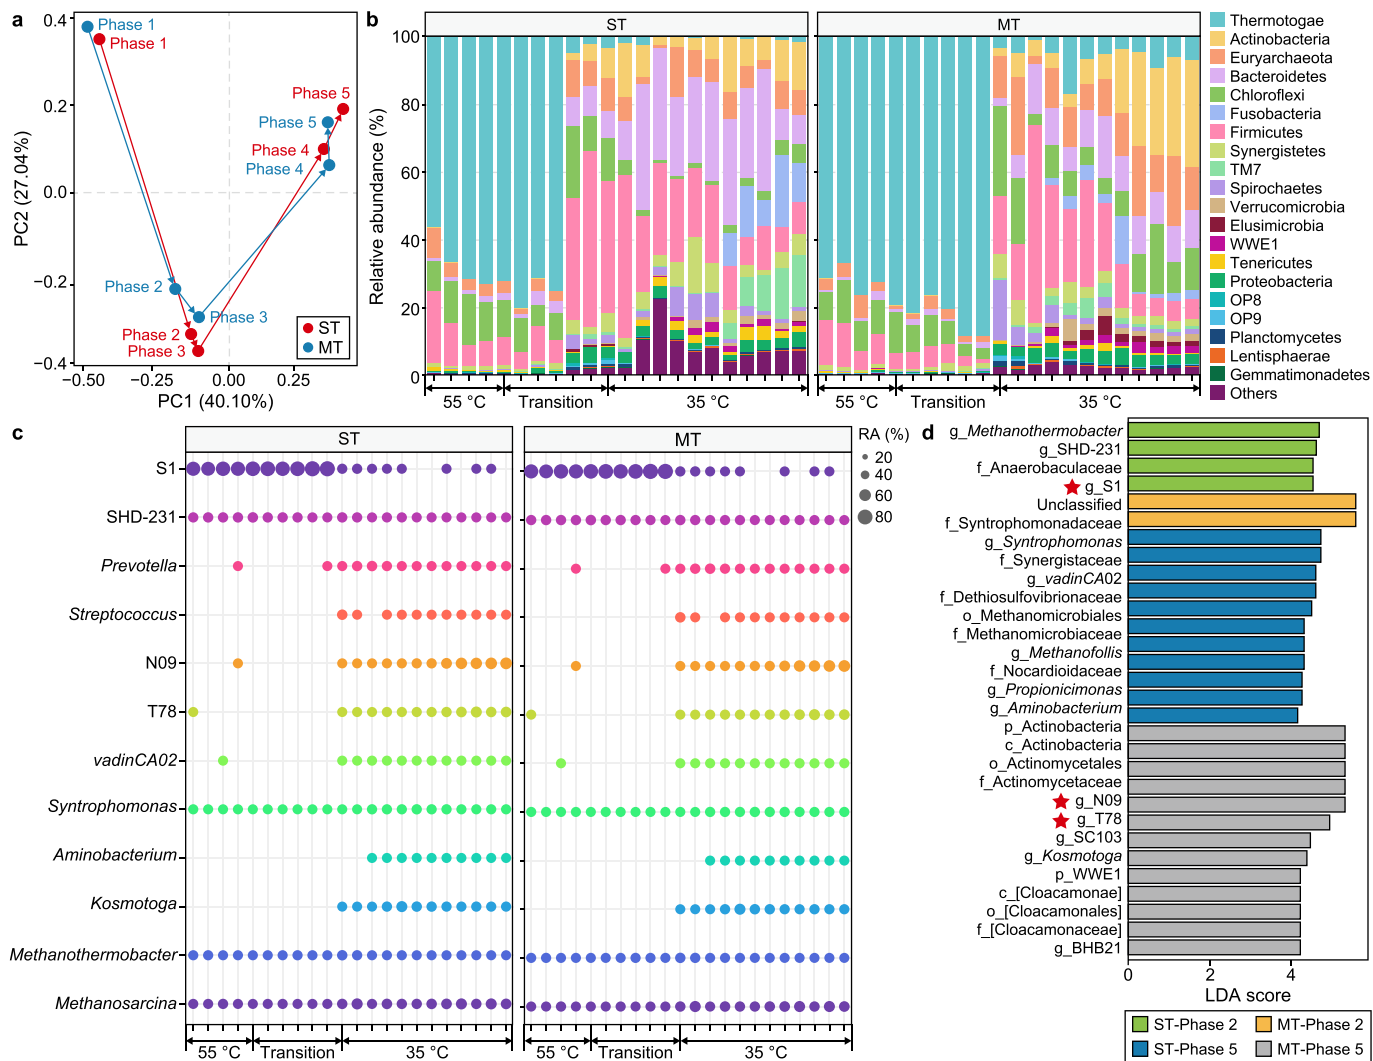 a
0.4
0.2
0.0
−0.2
−0.4
PC2 (27.04%)
−0.50
−0.25
0.00
0.25
PC1 (40.10%)
Phase 1
Phase 1
Phase 5
Phase 5
Phase 4
Phase 4
Phase 2
Phase 3
Phase 2
Phase 3
ST
MT
b
ST
MT
Relative abundance (%)
100
80
60
40
20
0
55 °C
Transition
35 °C
55 °C
Transition
35 °C
Thermotogae
Actinobacteria
Euryarchaeota
Bacteroidetes
Chloroflexi
Fusobacteria
Firmicutes
Synergistetes
TM7
Spirochaetes
Verrucomicrobia
Elusimicrobia
WWE1
Tenericutes
Proteobacteria
OP8
OP9
Planctomycetes
Lentisphaerae
Gemmatimonadetes
Others
c
ST
MT
S1
SHD-231
Prevotella
Streptococcus
N09
T78
vadinCA02
Syntrophomonas
Aminobacterium
Kosmotoga
Methanothermobacter
Methanosarcina
55 °C
Transition
35 °C
55 °C
Transition
35 °C
RA (%)
20
40
60
80
d
g_Methanothermobacter
g_SHD-231
f_Anaerobaculaceae
g_S1
Unclassified
f_Syntrophomonadaceae
g_Syntrophomonas
f_Synergistaceae
g_vadinCA02
f_Dethiosulfovibrionaceae
o_Methanomicrobiales
f_Methanomicrobiaceae
g_Methanofollis
f_Nocardioidaceae
g_Propionicimonas
g_Aminobacterium
p_Actinobacteria
c_Actinobacteria
o_Actinomycetales
f_Actinomycetaceae
g_N09
g_T78
g_SC103
g_Kosmotoga
p_WWE1
c_[Cloacamonae]
o_[Cloacamonales]
f_[Cloacamonaceae]
g_BHB21
0
2
4
LDA score
ST-Phase 2
MT-Phase 2
ST-Phase 5
MT-Phase 5